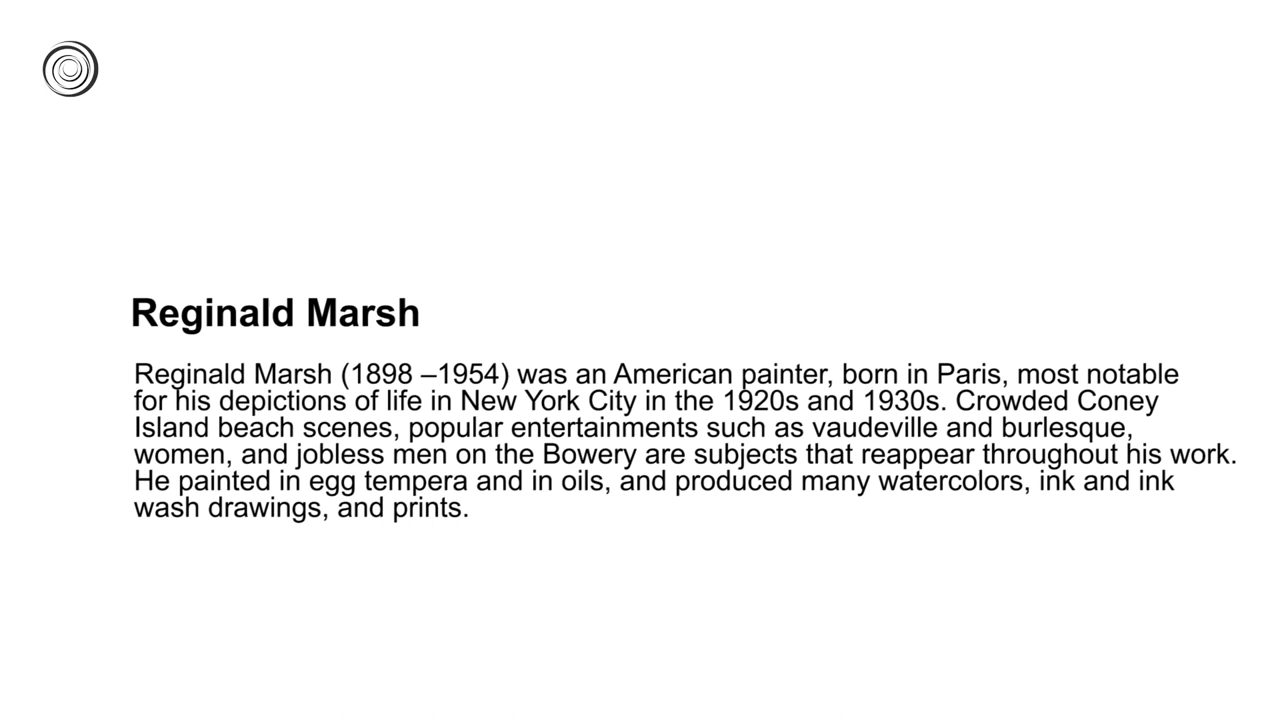 Reginald Marsh
Reginald Marsh (1898 –1954) was an American painter, born in Paris, most notable
for his depictions of life in New York City in the 1920s and 1930s. Crowded Coney
Island beach scenes, popular entertainments such as vaudeville and burlesque,
women, and jobless men on the Bowery are subjects that reappear throughout his work.
He painted in egg tempera and in oils, and produced many watercolors, ink and ink
wash drawings, and prints.